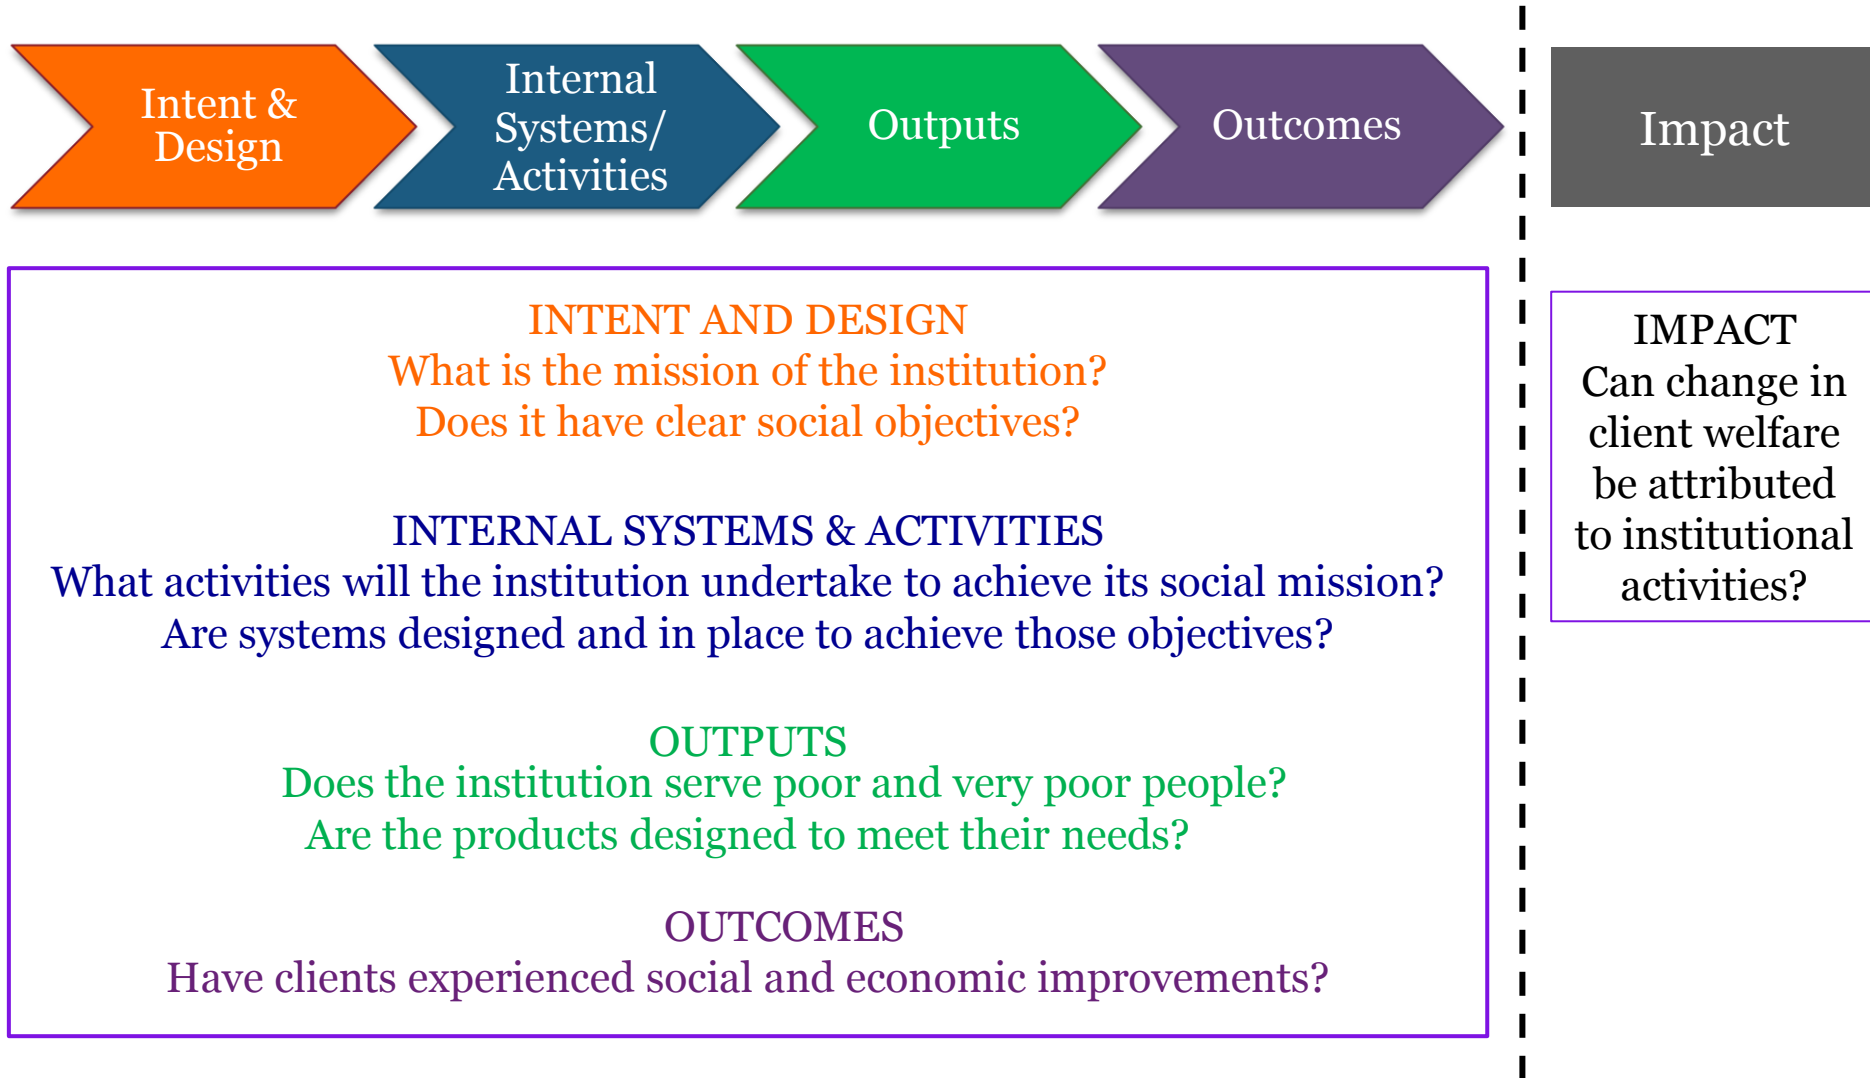 Intent &
Design
Internal
Systems/
Activities
Outputs
Outcomes
Impact
INTENT AND DESIGN
What is the mission of the institution?
Does it have clear social objectives?
INTERNAL SYSTEMS & ACTIVITIES
What activities will the institution undertake to achieve its social mission?
Are systems designed and in place to achieve those objectives?
OUTPUTS
Does the institution serve poor and very poor people?
Are the products designed to meet their needs?
OUTCOMES
Have clients experienced social and economic improvements?
IMPACT
Can change in
client welfare
be attributed
to institutional
activities?